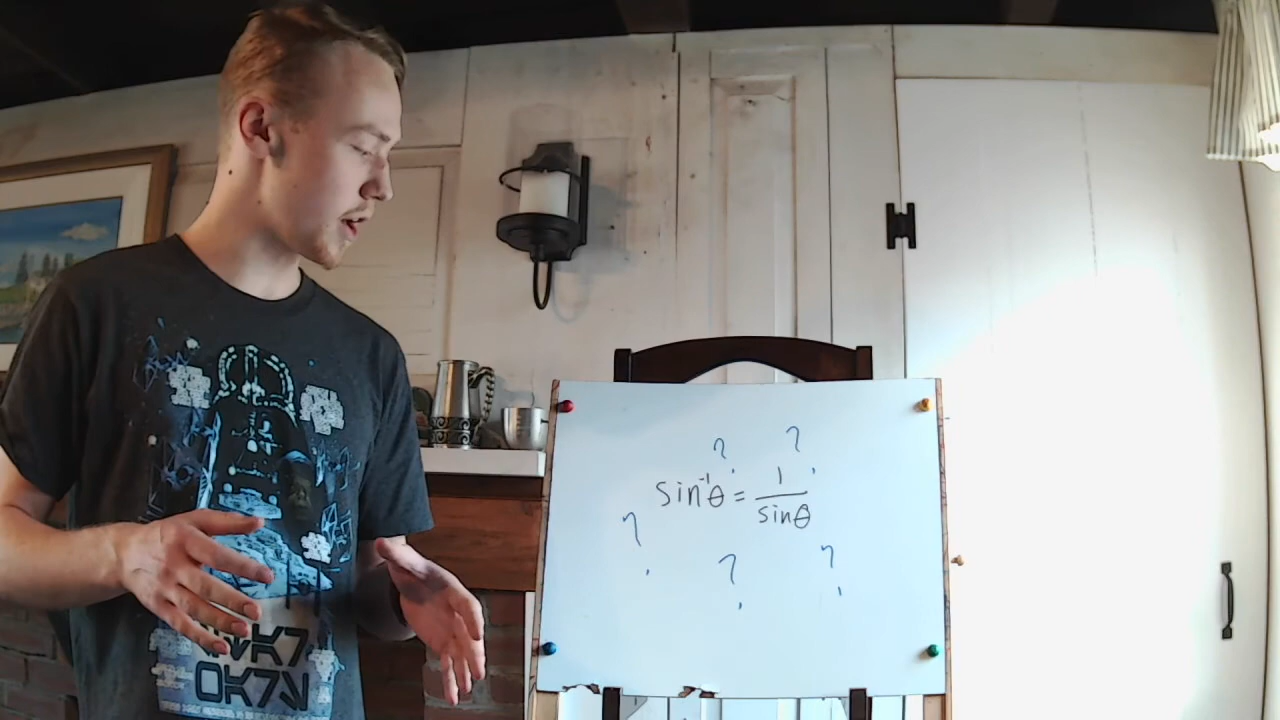 ? ?
sin⁻¹θ = 1/sinθ
? ? ?